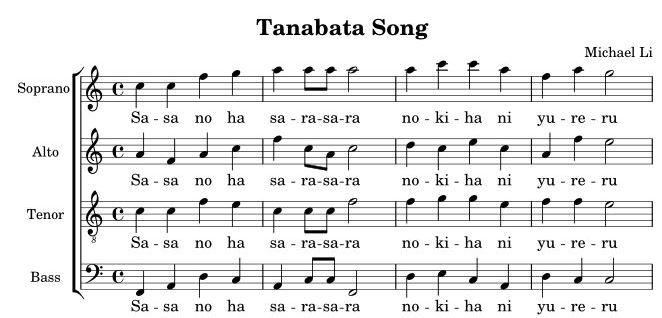 Tanabata Song
Michael Li
Soprano
Sa - sa no ha sa - ra-sa-ra no - ki - ha ni yu - re - ru
Alto
Sa - sa no ha sa - ra-sa-ra no - ki - ha ni yu - re - ru
Tenor
8
Sa - sa no ha sa - ra-sa-ra no - ki - ha ni yu - re - ru
Bass
Sa - sa no ha sa - ra-sa-ra no - ki - ha ni yu - re - ru